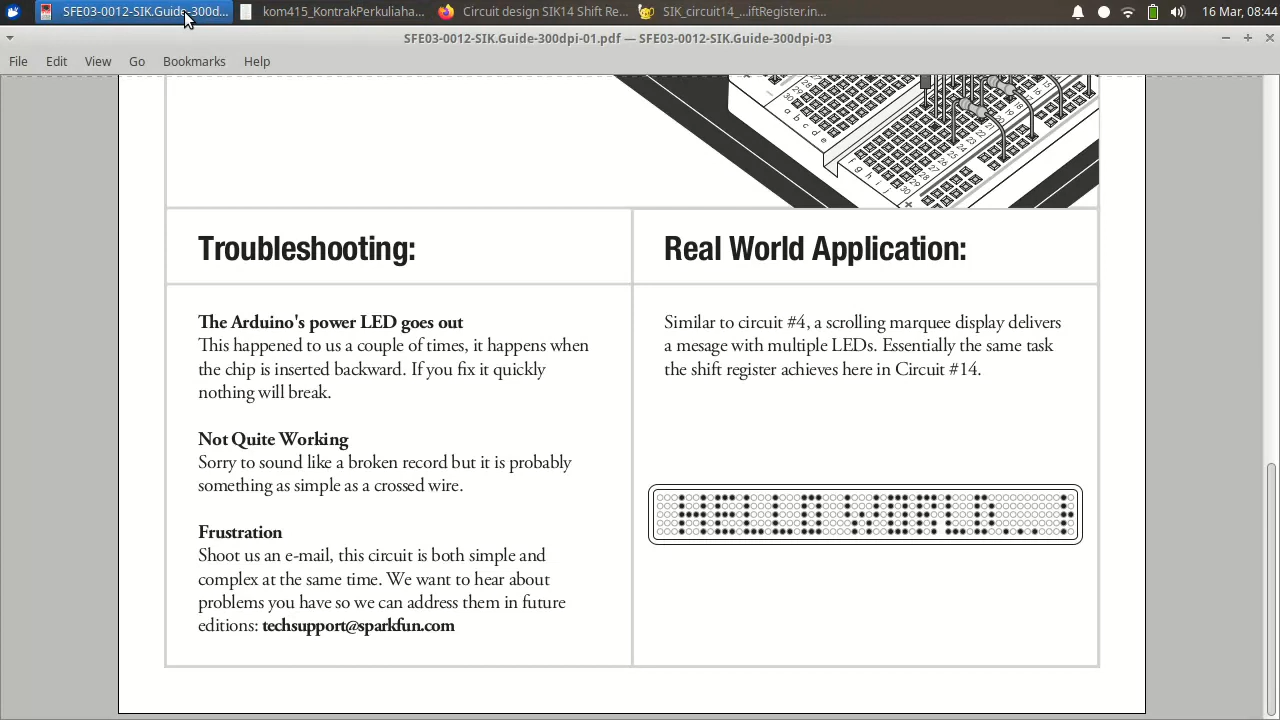 SFE03-0012-SIK.Guide-300d...
kom415_KontrakPerkuliaha...
Circuit design SIK14 Shift Re...
SIK_circuit14_...iftRegister.in...
16 Mar, 08:44
SFE03-0012-SIK.Guide-300dpi-01.pdf — SFE03-0012-SIK.Guide-300dpi-03
File Edit View Go Bookmarks Help
Troubleshooting:
The Arduino's power LED goes out
This happened to us a couple of times, it happens when
the chip is inserted backward. If you fix it quickly
nothing will break.
Not Quite Working
Sorry to sound like a broken record but it is probably
something as simple as a crossed wire.
Frustration
Shoot us an e-mail, this circuit is both simple and
complex at the same time. We want to hear about
problems you have so we can address them in future
editions: techsupport@sparkfun.com
Real World Application:
Similar to circuit #4, a scrolling marquee display delivers
a mesage with multiple LEDs. Essentially the same task
the shift register achieves here in Circuit #14.
HELLO WORLD...